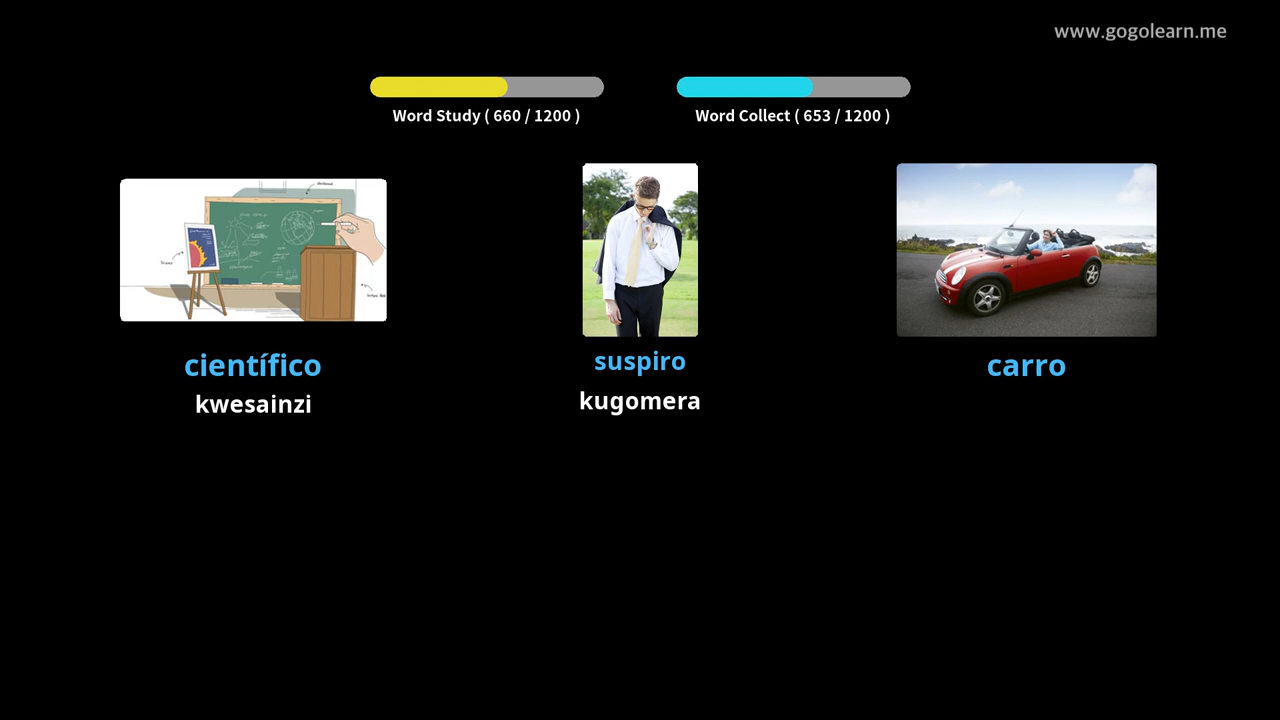 www.gogolearn.me
Word Study ( 660 / 1200 )
Word Collect ( 653 / 1200 )
científico
kwesainzi
suspiro
kugomera
carro